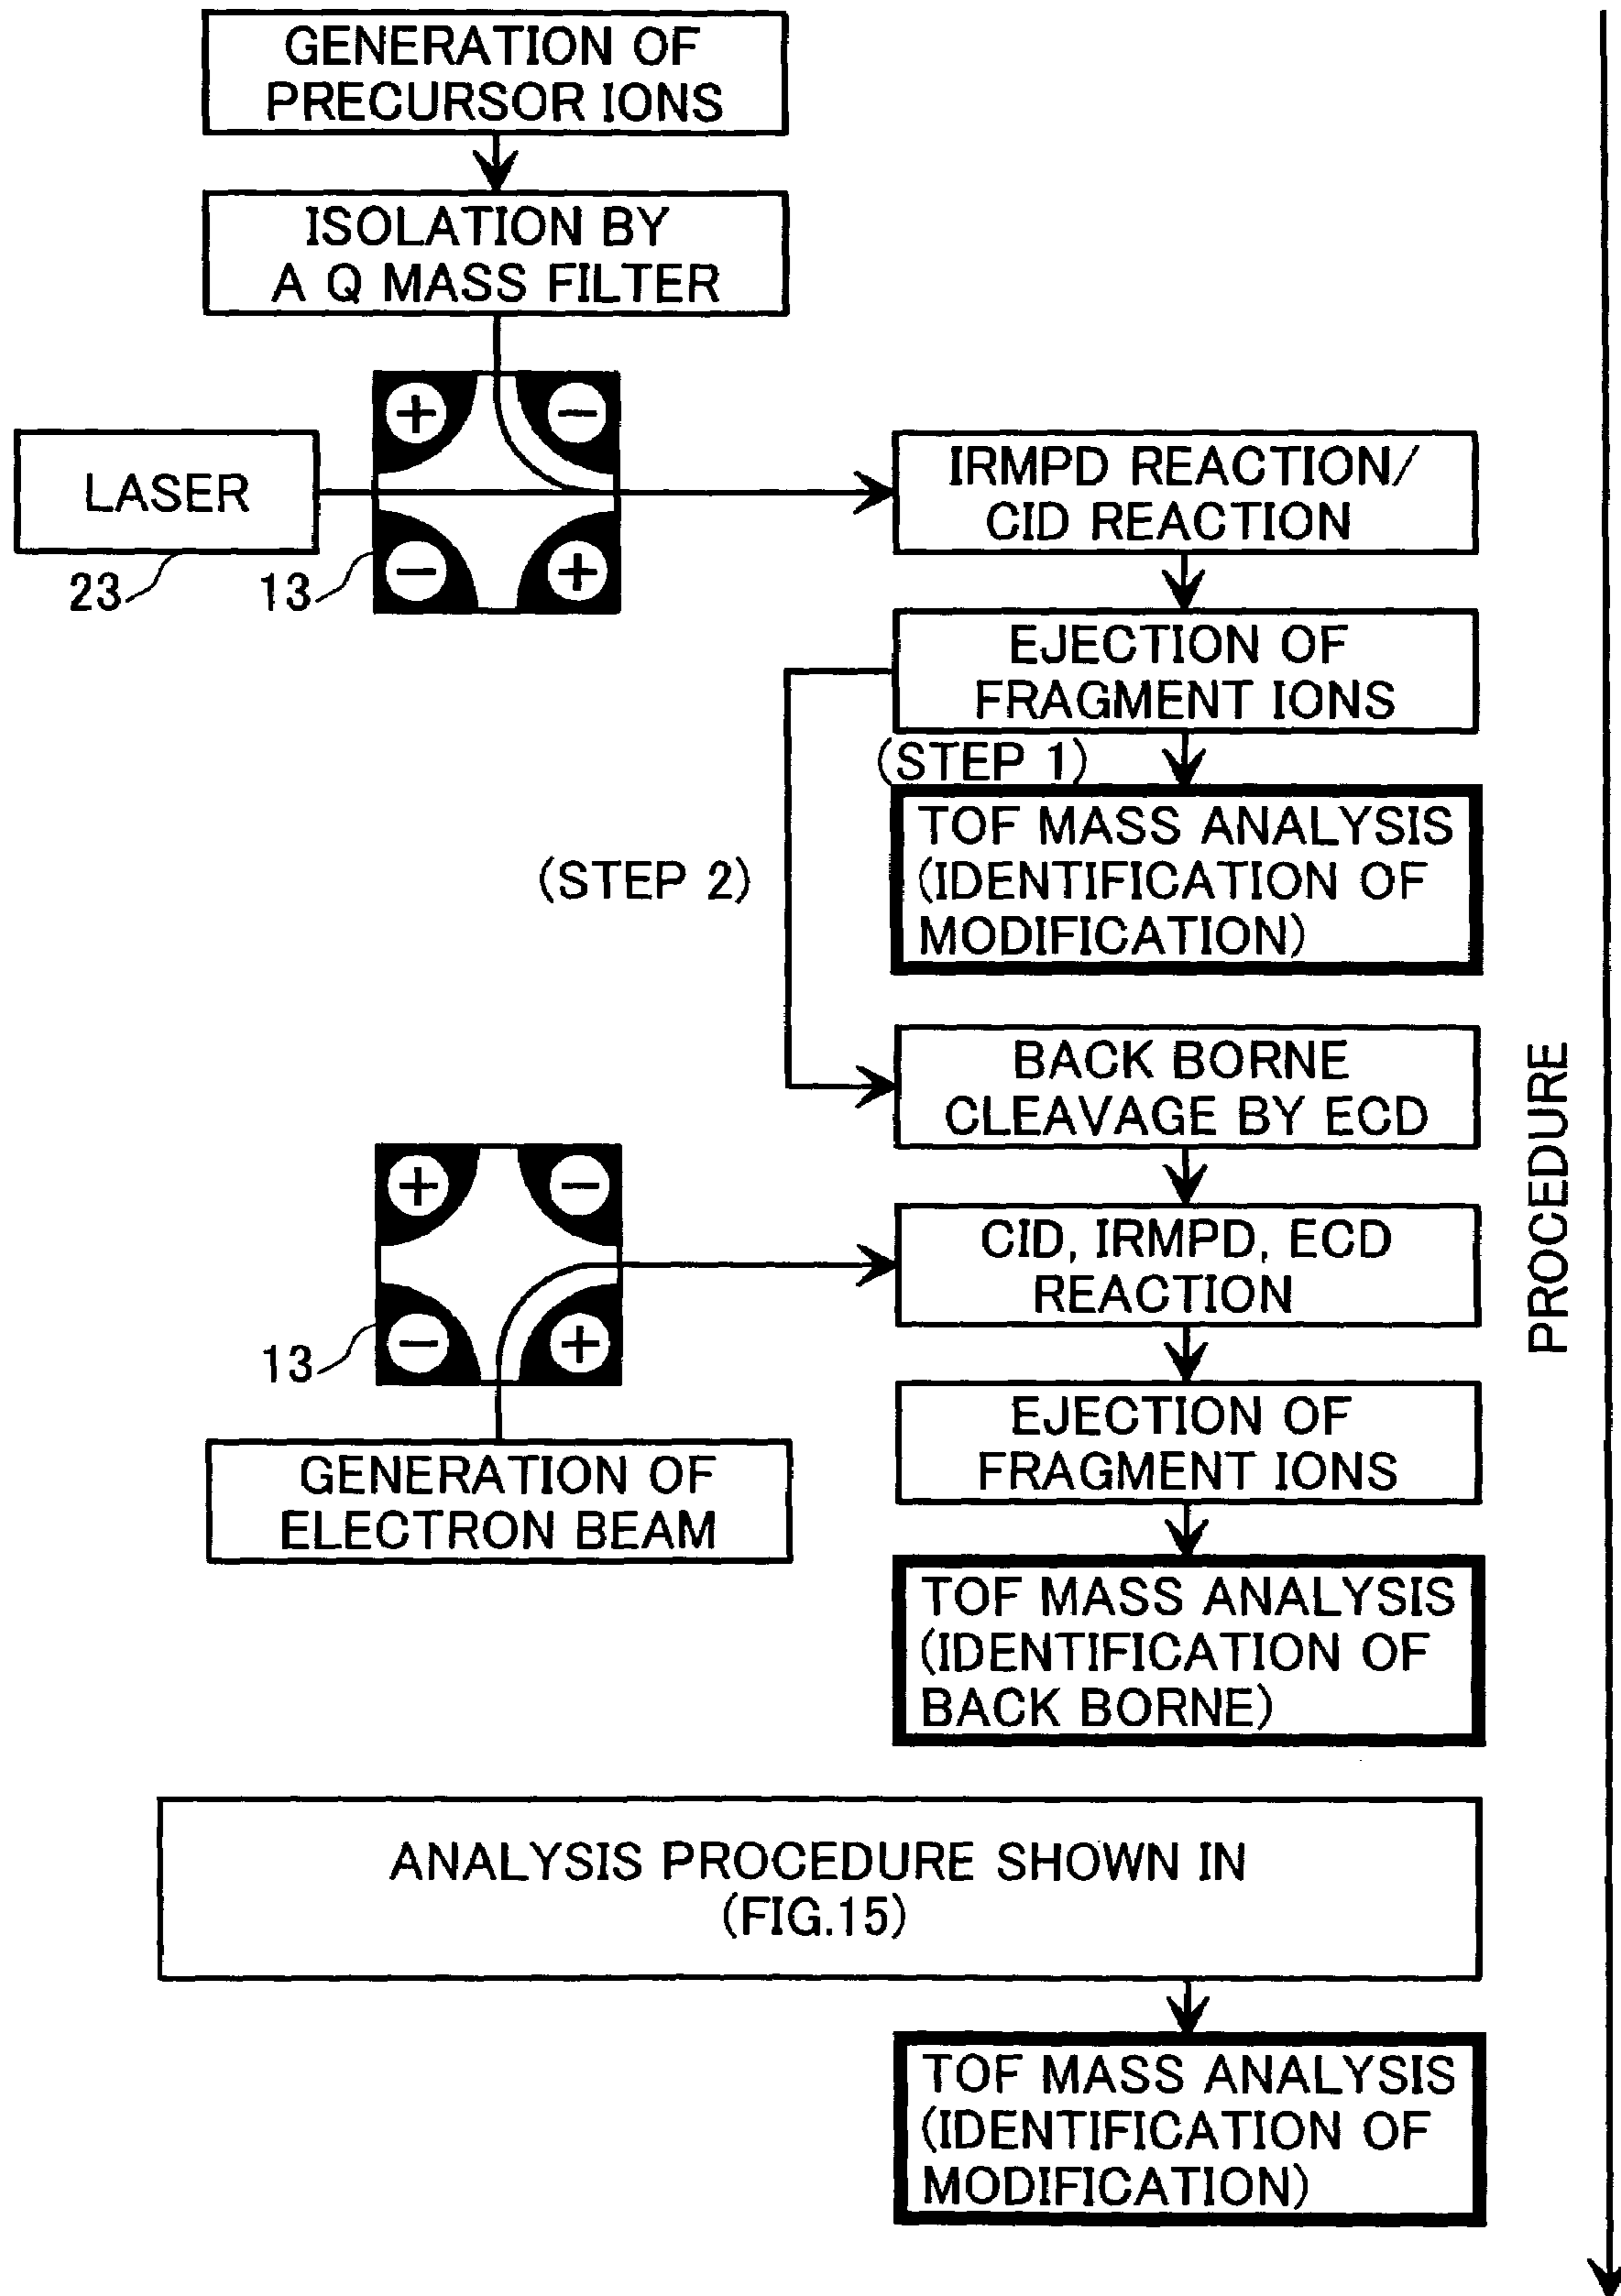 GENERATION OF
PRECURSOR IONS
ISOLATION BY
A Q MASS FILTER
+
−
−
+
LASER
23
13
IRMPD REACTION/
CID REACTION
EJECTION OF
FRAGMENT IONS
(STEP 1)
TOF MASS ANALYSIS
(IDENTIFICATION OF
MODIFICATION)
(STEP 2)
BACK BORNE
CLEAVAGE BY ECD
+
−
−
+
13
CID, IRMPD, ECD
REACTION
GENERATION OF
ELECTRON BEAM
EJECTION OF
FRAGMENT IONS
TOF MASS ANALYSIS
(IDENTIFICATION OF
BACK BORNE)
ANALYSIS PROCEDURE SHOWN IN
(FIG.15)
TOF MASS ANALYSIS
(IDENTIFICATION OF
MODIFICATION)
PROCEDURE